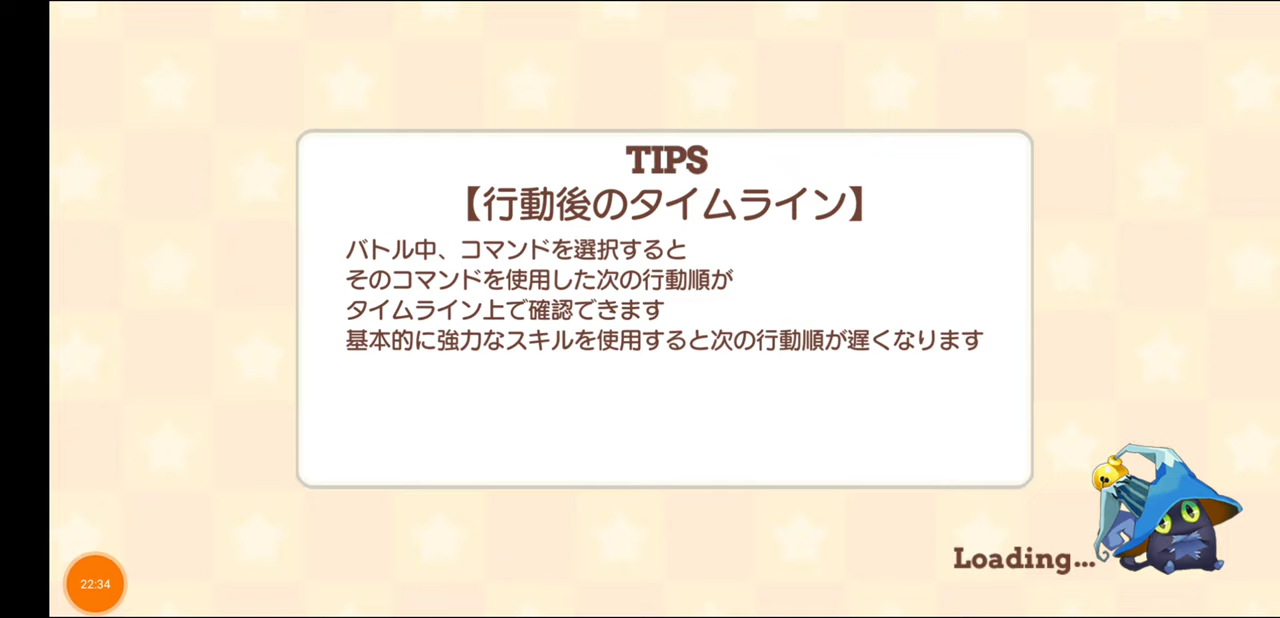 TIPS
【行動後のタイムライン】
バトル中、コマンドを選択すると
そのコマンドを使用した次の行動順が
タイムライン上で確認できます
基本的に強力なスキルを使用すると次の行動順が遅くなります
Loading...
22:34